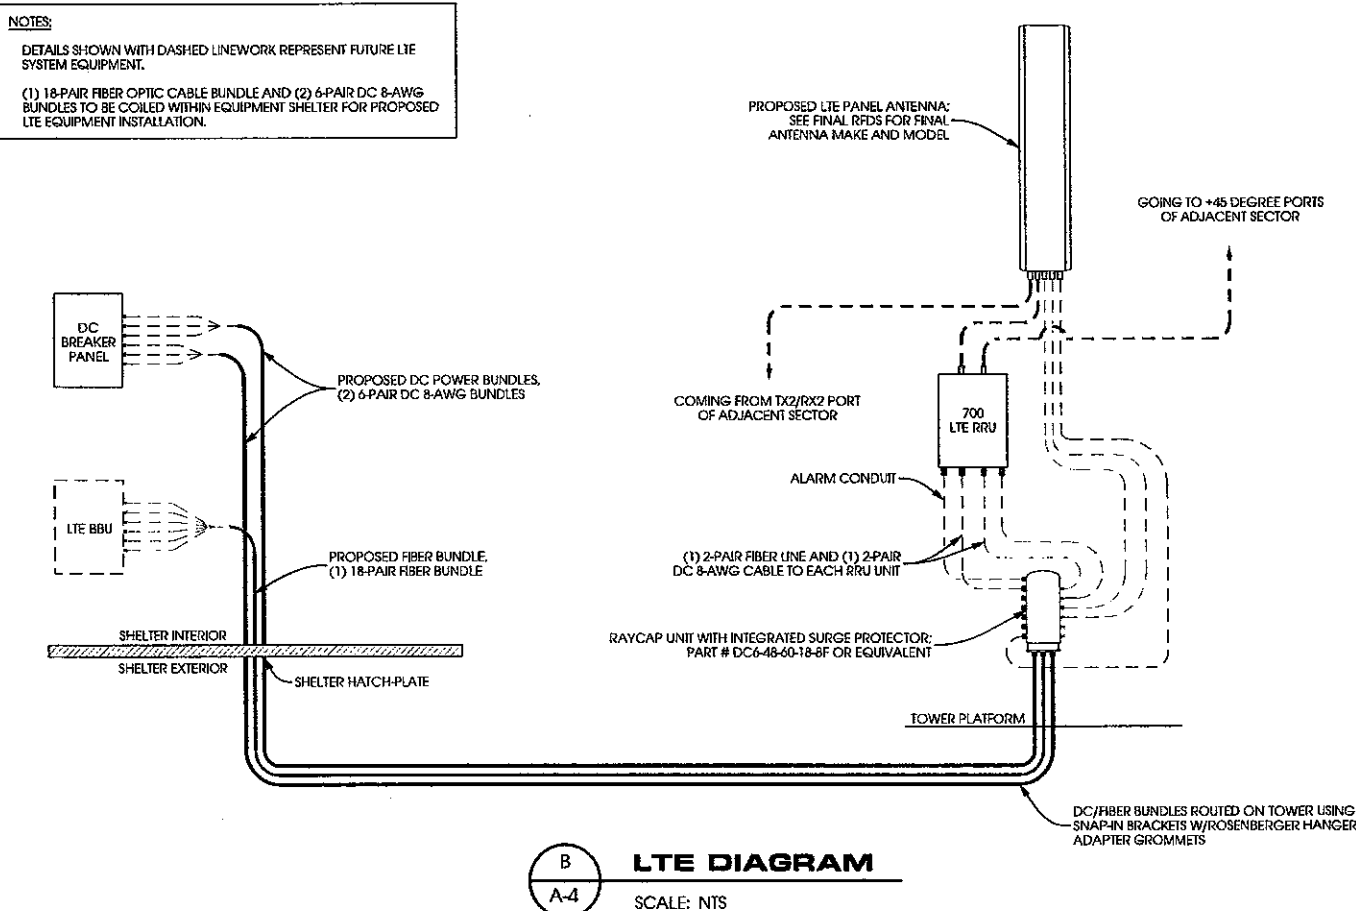 NOTES:
DETAILS SHOWN WITH DASHED LINEWORK REPRESENT FUTURE LTE
SYSTEM EQUIPMENT.
(1) 18-PAIR FIBER OPTIC CABLE BUNDLE AND (2) 6-PAIR DC 8-AWG
BUNDLES TO BE COILED WITHIN EQUIPMENT SHELTER FOR PROPOSED
LTE EQUIPMENT INSTALLATION.
PROPOSED LTE PANEL ANTENNA;
SEE FINAL RFDS FOR FINAL
ANTENNA MAKE AND MODEL
GOING TO +45 DEGREE PORTS
OF ADJACENT SECTOR
DC
BREAKER
PANEL
PROPOSED DC POWER BUNDLES,
(2) 6-PAIR DC 8-AWG BUNDLES
COMING FROM TX2/RX2 PORT
OF ADJACENT SECTOR
700
LTE RRU
ALARM CONDUIT
LTE BBU
PROPOSED FIBER BUNDLE,
(1) 18-PAIR FIBER BUNDLE
(1) 2-PAIR FIBER LINE AND (1) 2-PAIR
DC 8-AWG CABLE TO EACH RRU UNIT
SHELTER INTERIOR
SHELTER EXTERIOR
SHELTER HATCH-PLATE
RAYCAP UNIT WITH INTEGRATED SURGE PROTECTOR;
PART # DC6-48-60-18-8F OR EQUIVALENT
TOWER PLATFORM
DC/FIBER BUNDLES ROUTED ON TOWER USING
SNAP-IN BRACKETS W/ROSENBERGER HANGER
ADAPTER GROMMETS
B
A-4
LTE DIAGRAM
SCALE: NTS